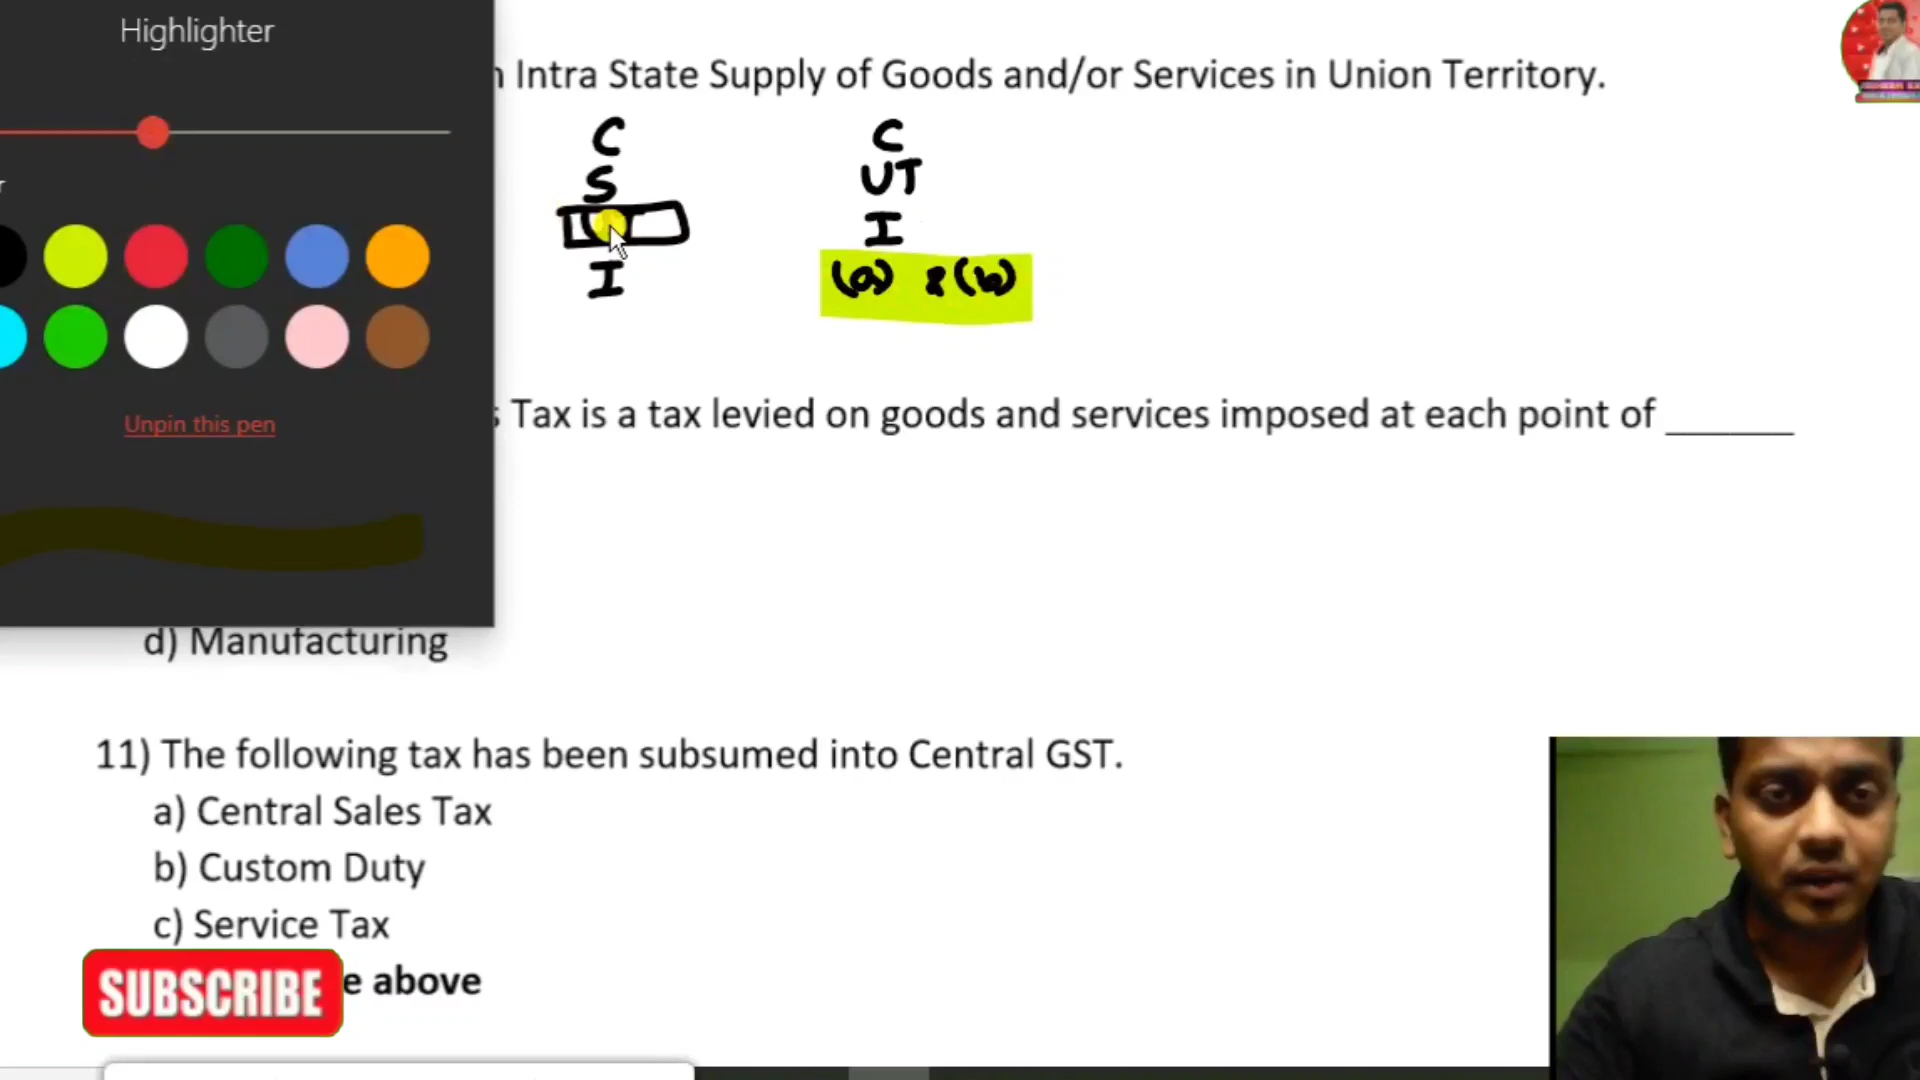 Highlighter
Intra State Supply of Goods and/or Services in Union Territory.
C
S
I
C
UT
I
(a) & (b)
Unpin this pen
Tax is a tax levied on goods and services imposed at each point of ______
d) Manufacturing
11) The following tax has been subsumed into Central GST.
a) Central Sales Tax
b) Custom Duty
c) Service Tax
SUBSCRIBE
above